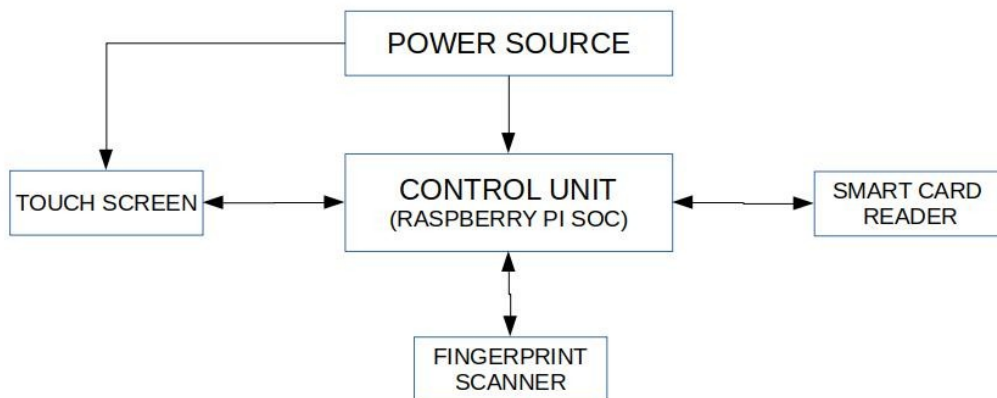 POWER SOURCE
TOUCH SCREEN
CONTROL UNIT
(RASPBERRY PI SOC)
SMART CARD
READER
FINGERPRINT
SCANNER